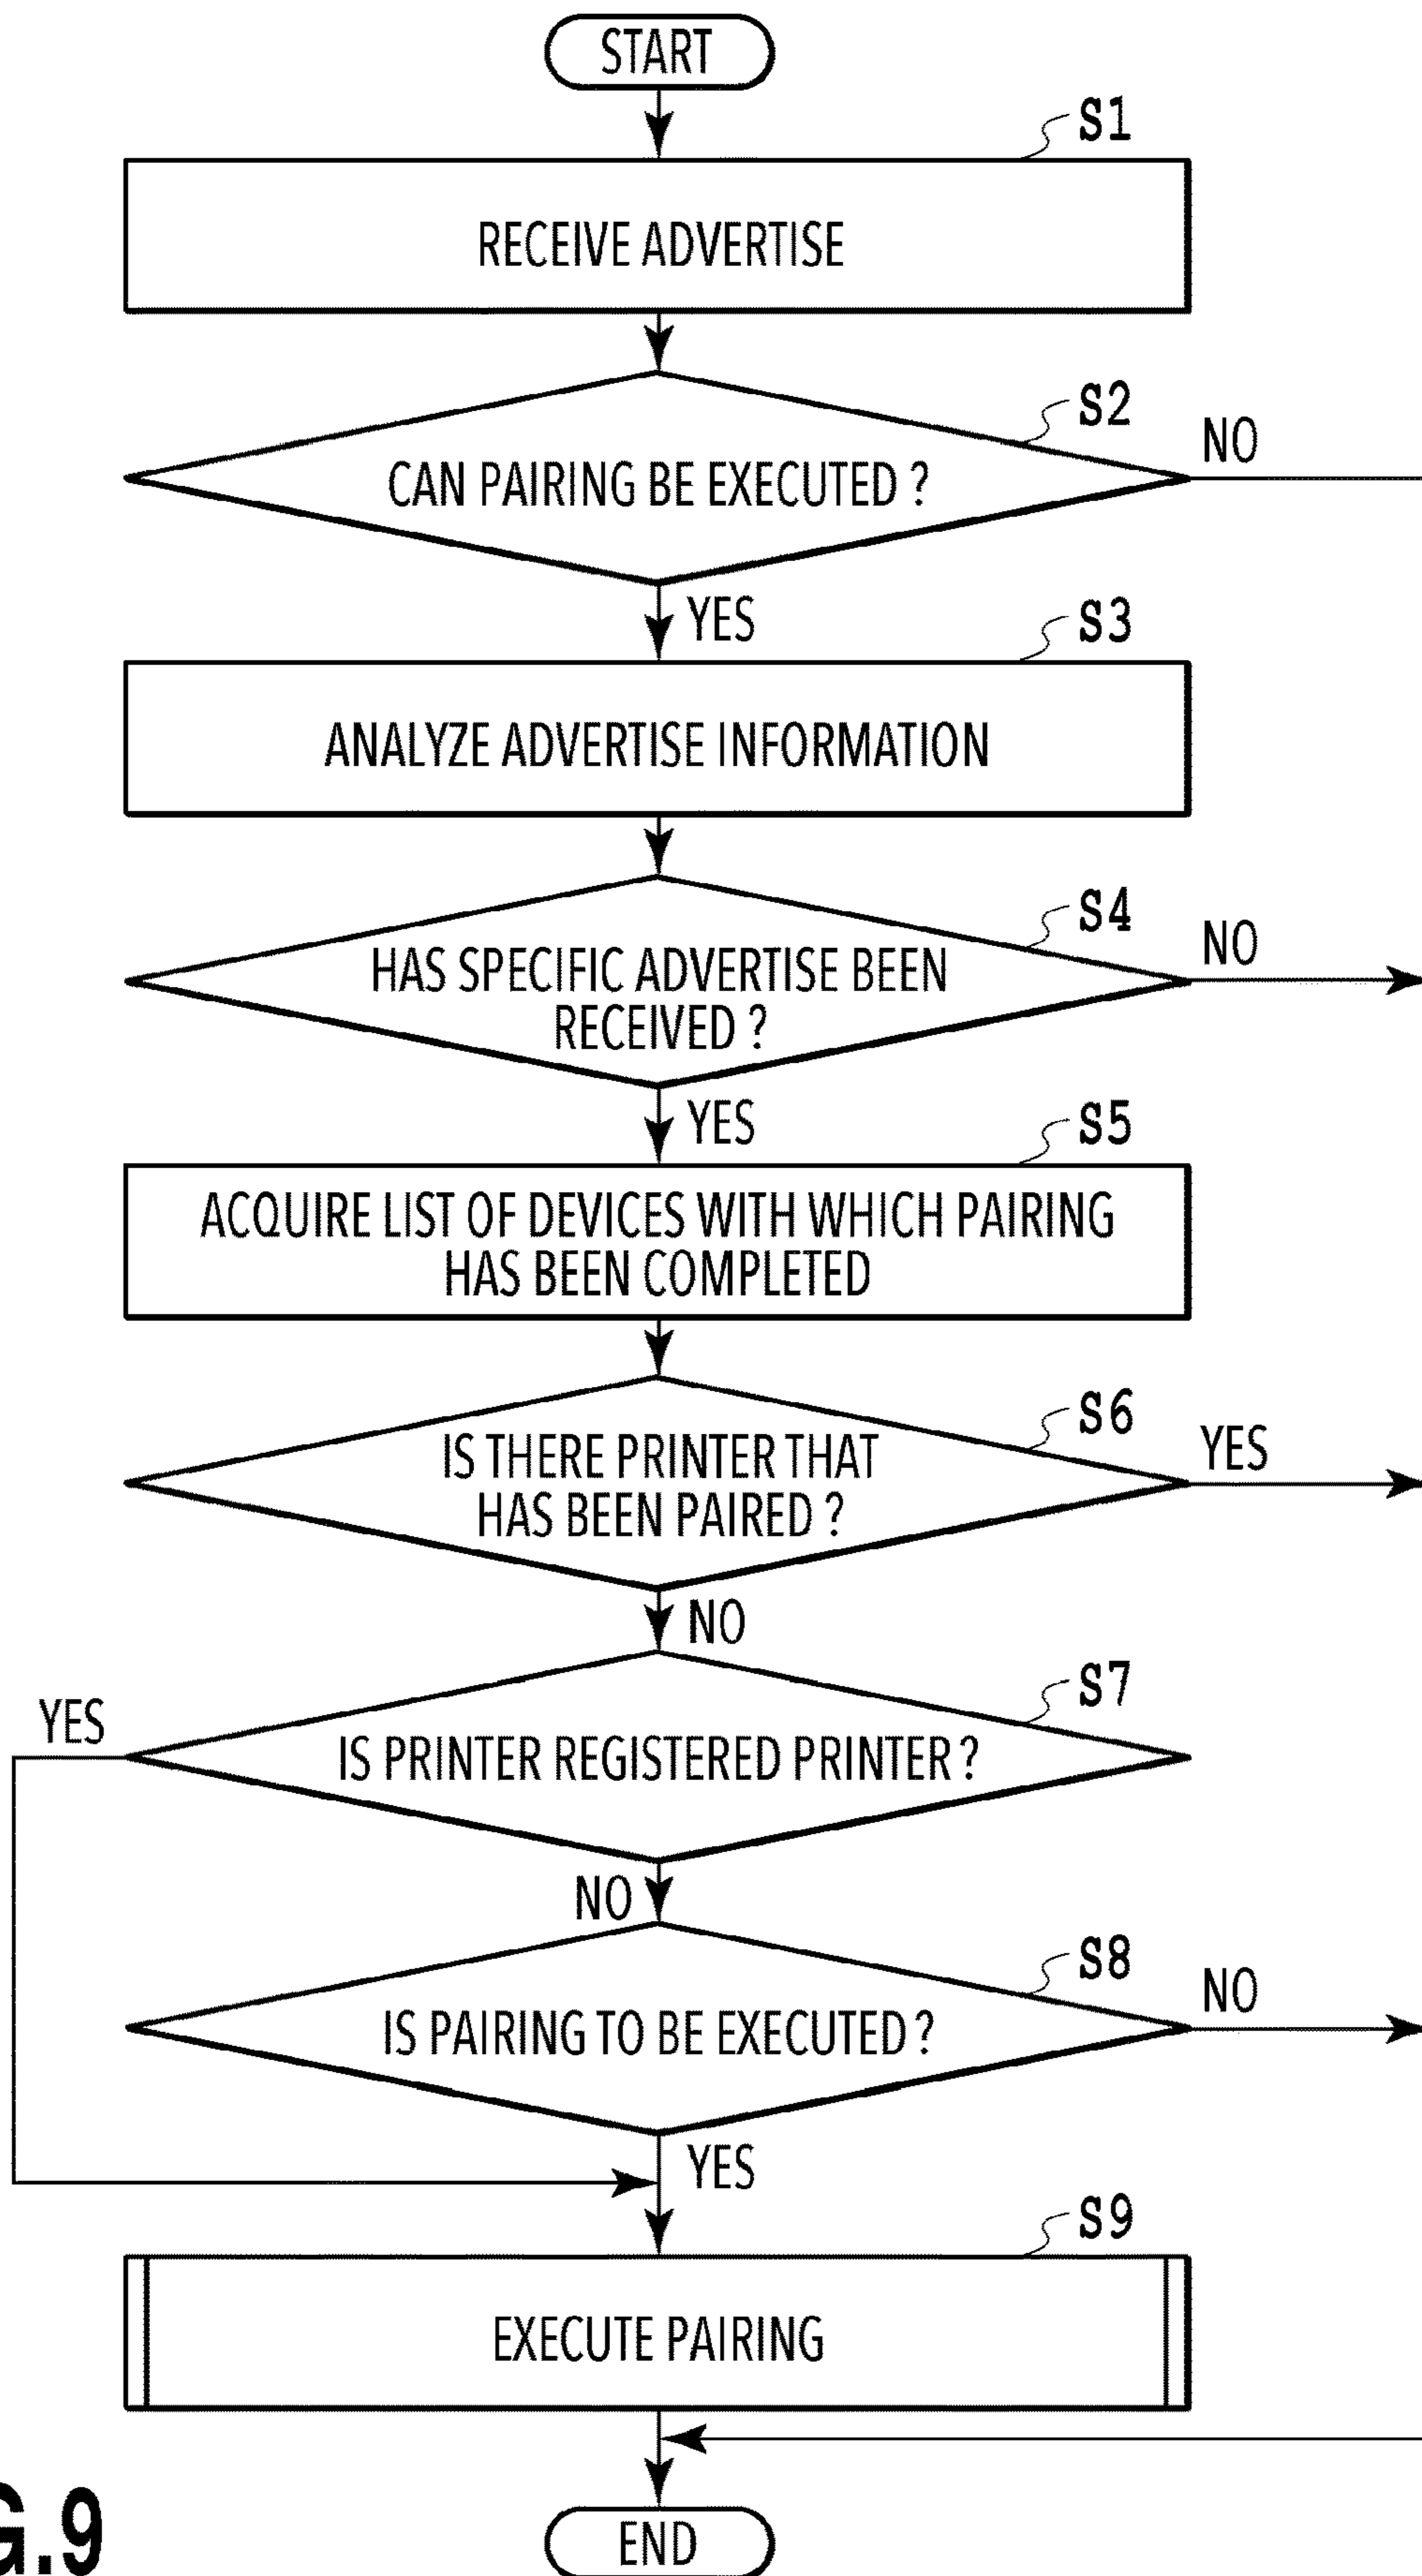 START
S1
RECEIVE ADVERTISE
S2
CAN PAIRING BE EXECUTED ?
NO
YES
S3
ANALYZE ADVERTISE INFORMATION
S4
HAS SPECIFIC ADVERTISE BEEN
RECEIVED ?
NO
YES
S5
ACQUIRE LIST OF DEVICES WITH WHICH PAIRING
HAS BEEN COMPLETED
S6
IS THERE PRINTER THAT
HAS BEEN PAIRED ?
YES
NO
S7
YES
IS PRINTER REGISTERED PRINTER ?
NO
S8
IS PAIRING TO BE EXECUTED ?
NO
YES
S9
EXECUTE PAIRING
END
G.9